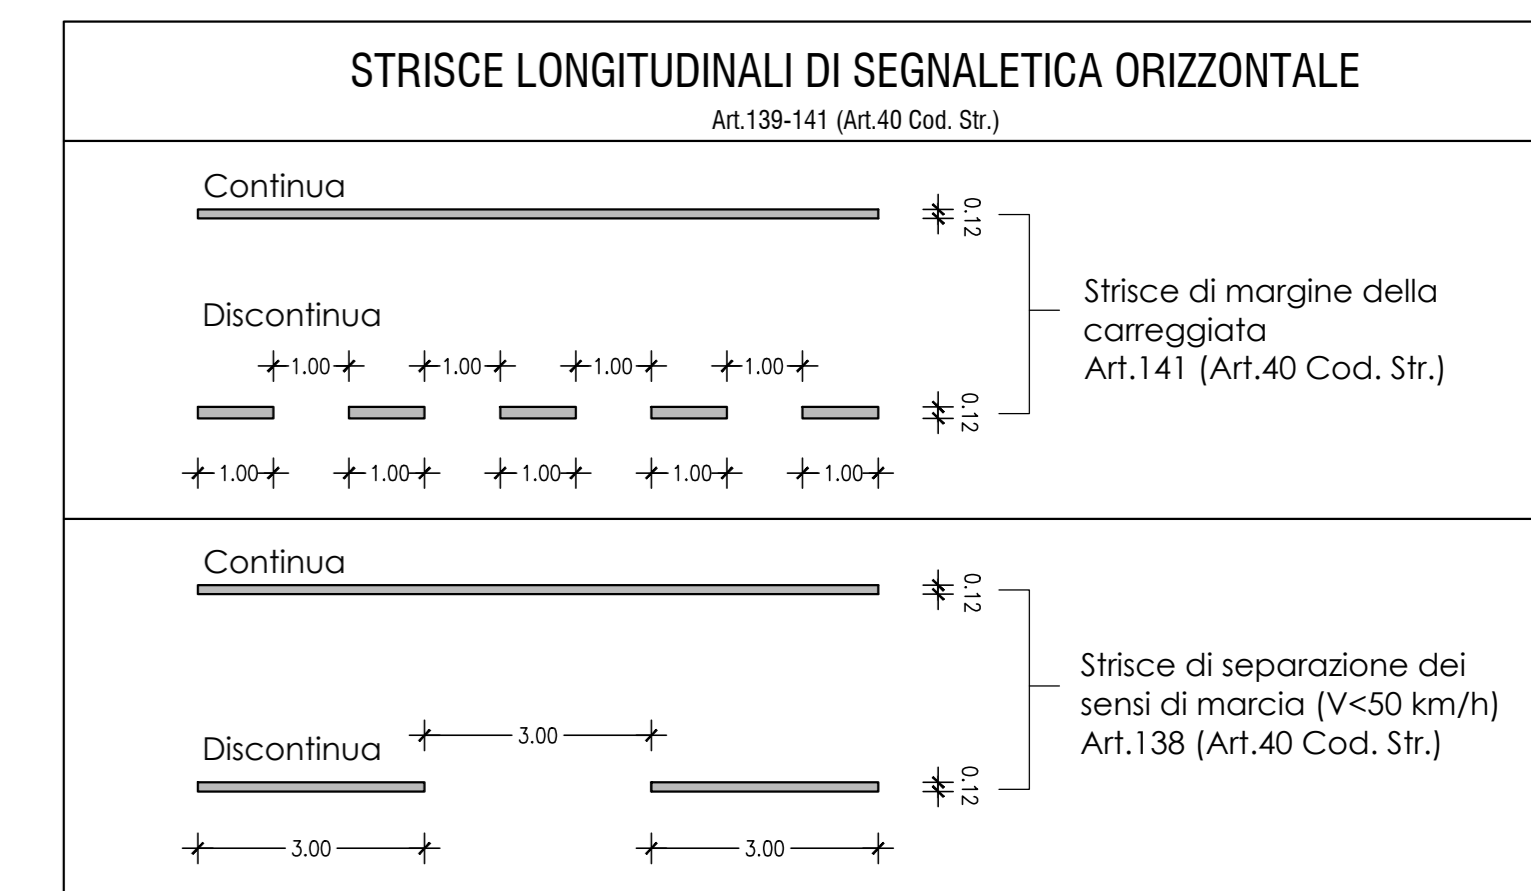 STRISCE LONGITUDINALI DI SEGNALETICA ORIZZONTALE
Art.139-141 (Art.40 Cod. Str.)
Continua
0.12
Discontinua
1.00 1.00 1.00 1.00
0.12
1.00 1.00 1.00 1.00 1.00
Strisce di margine della
carreggiata
Art.141 (Art.40 Cod. Str.)
Continua
0.12
Discontinua
3.00
0.12
3.00 3.00
Strisce di separazione dei
sensi di marcia (V<50 km/h)
Art.138 (Art.40 Cod. Str.)